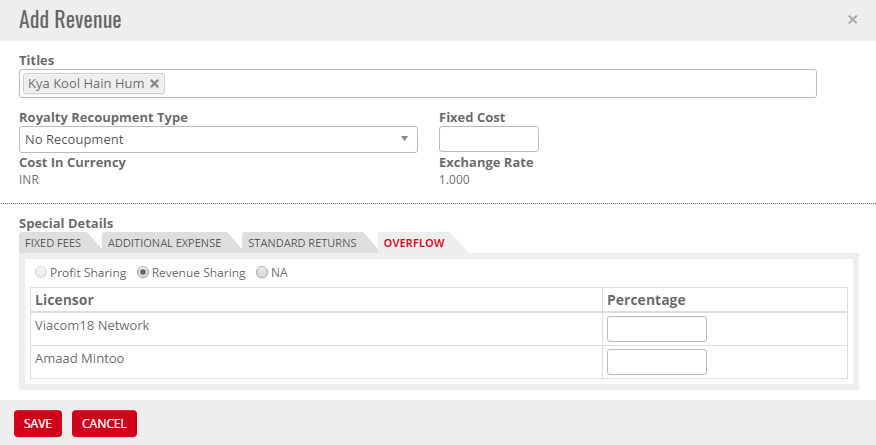 Add Revenue ×
Titles
Kya Kool Hain Hum ×
Royalty Recoupment Type Fixed Cost
No Recoupment
Cost In Currency Exchange Rate
INR 1.000
Special Details
FIXED FEES ADDITIONAL EXPENSE STANDARD RETURNS OVERFLOW
Profit Sharing Revenue Sharing NA
Licensor Percentage
Viacom18 Network
Amaad Mintoo
SAVE CANCEL